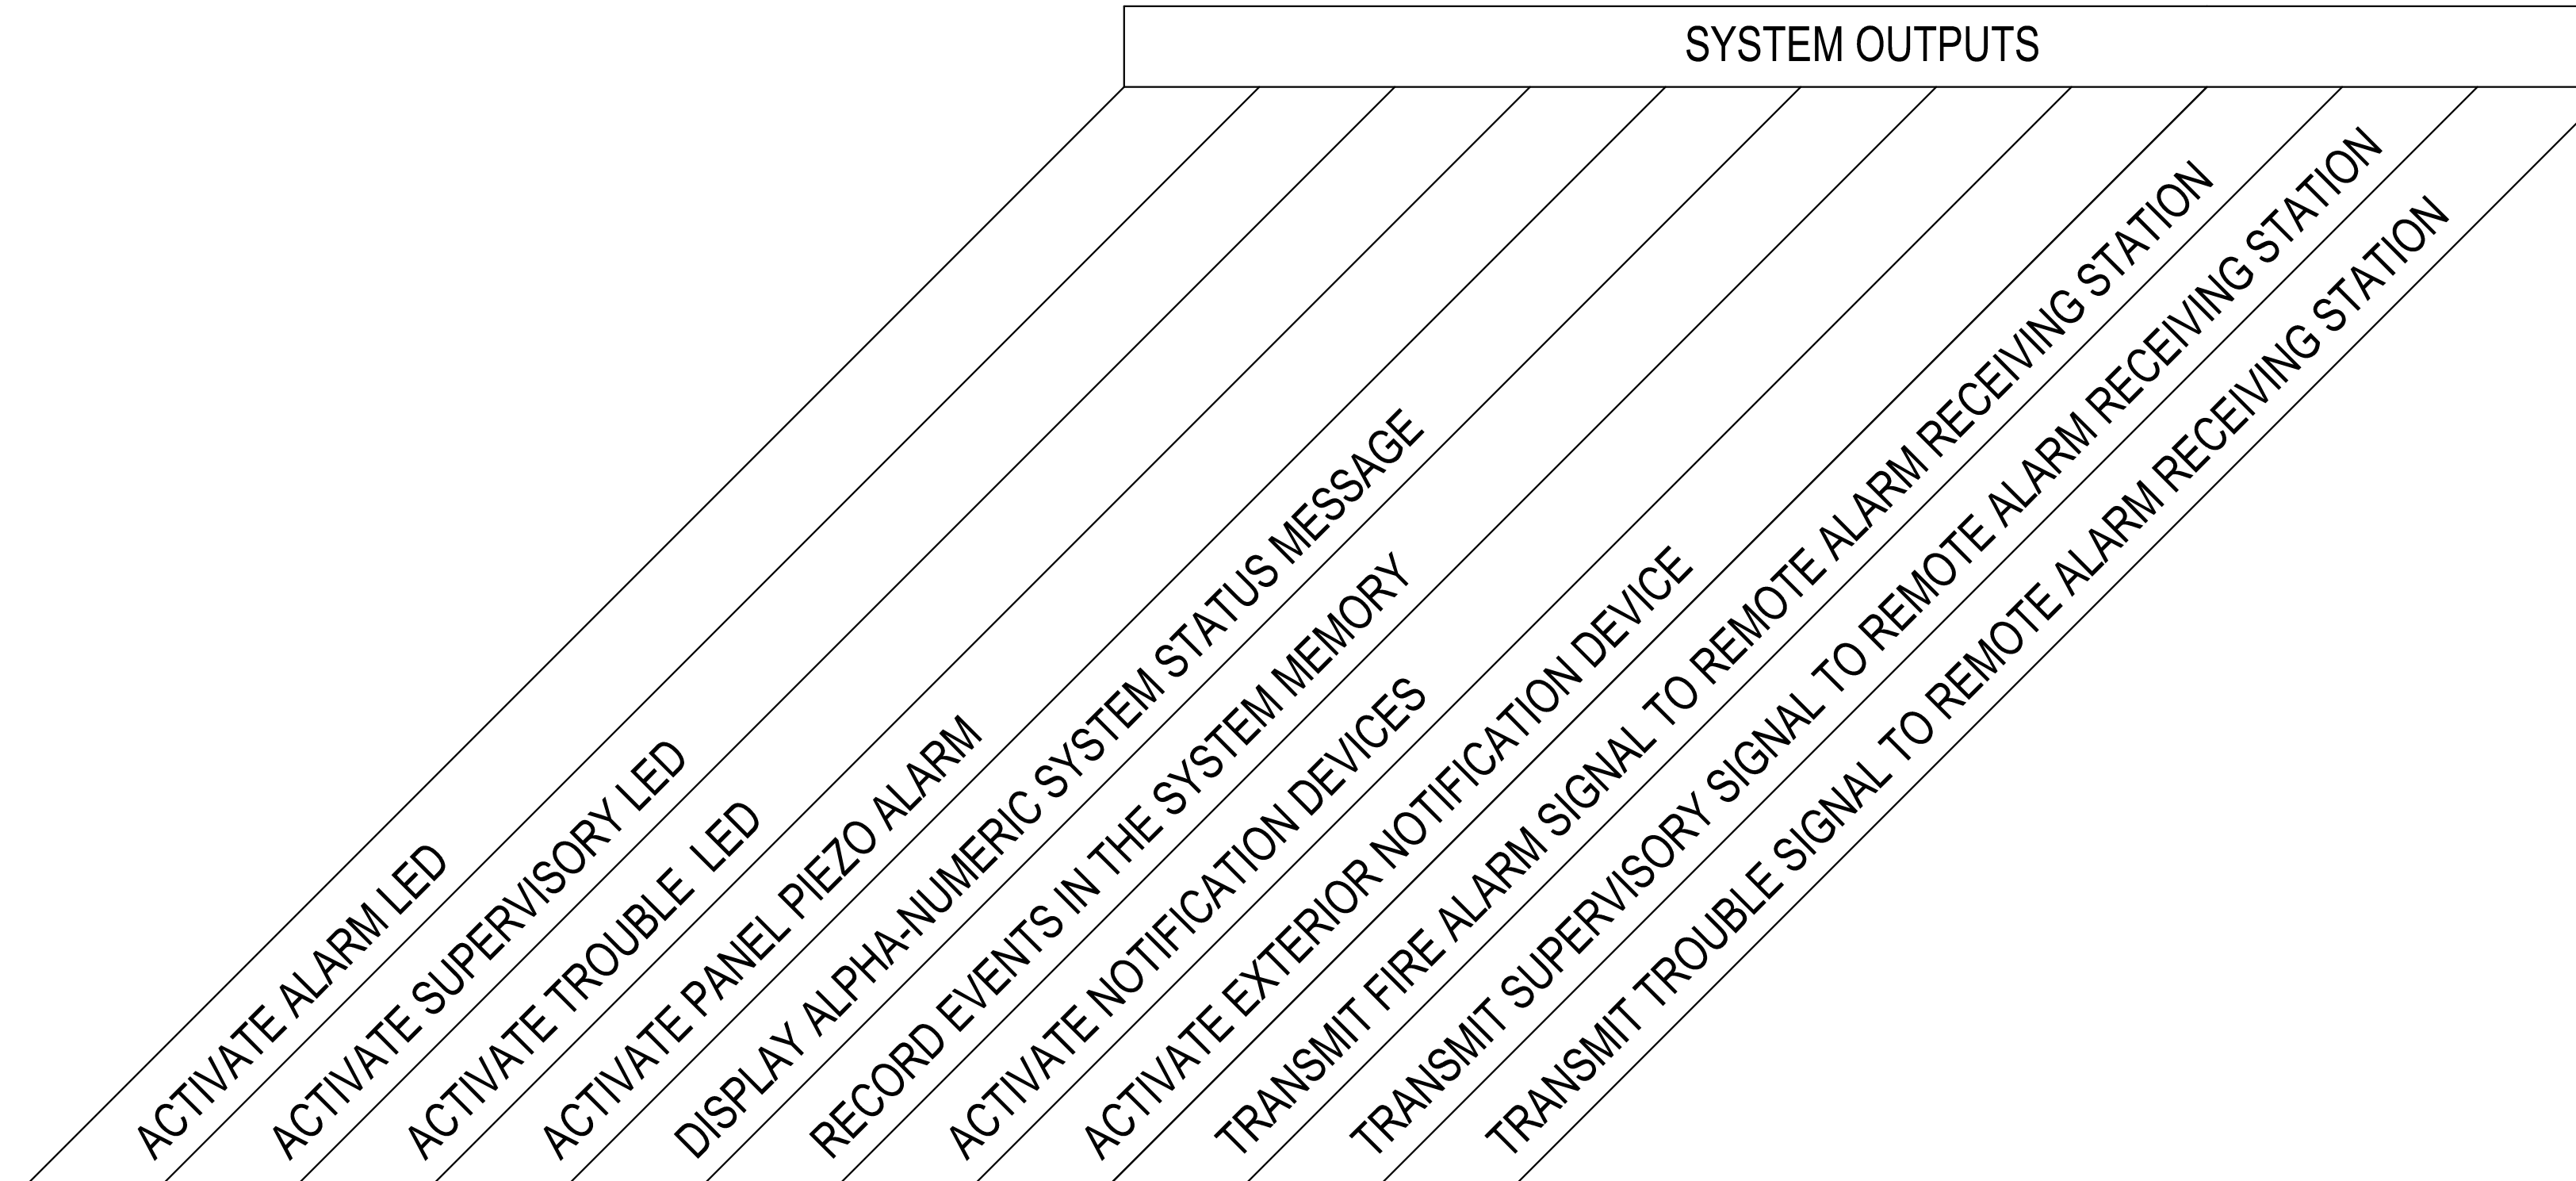 SYSTEM OUTPUTS
ACTIVATE ALARM LED
ACTIVATE SUPERVISORY LED
ACTIVATE TROUBLE LED
ACTIVATE PANEL PIEZO ALARM
DISPLAY ALPHA-NUMERIC SYSTEM STATUS MESSAGE
RECORD EVENTS IN THE SYSTEM MEMORY
ACTIVATE NOTIFICATION DEVICES
ACTIVATE EXTERIOR NOTIFICATION DEVICE
TRANSMIT FIRE ALARM SIGNAL TO REMOTE ALARM RECEIVING STATION
TRANSMIT SUPERVISORY SIGNAL TO REMOTE ALARM RECEIVING STATION
TRANSMIT TROUBLE SIGNAL TO REMOTE ALARM RECEIVING STATION